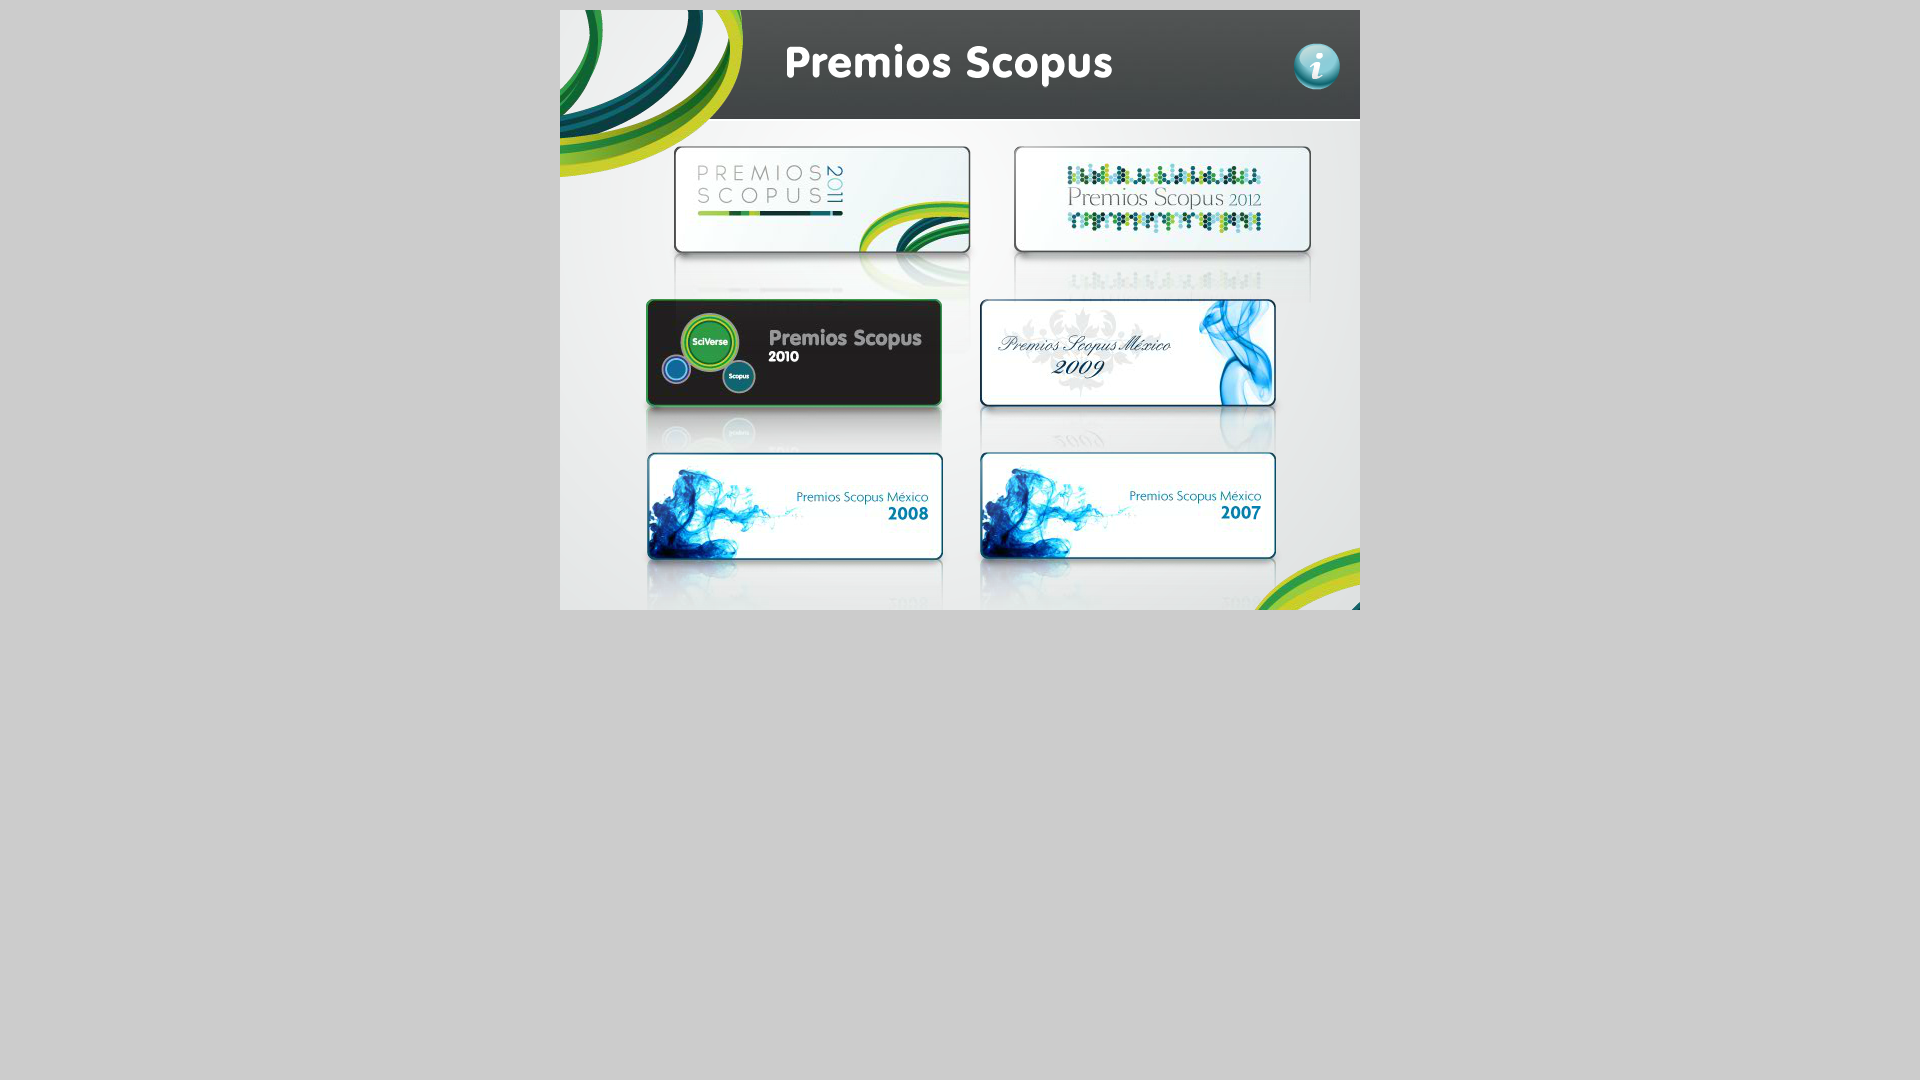 Premios Scopus
i
PREMIOS
SCOPUS
2011
Premios Scopus 2012
SciVerse
Scopus
Premios Scopus
2010
Premios Scopus México
2009
Premios Scopus México
2008
Premios Scopus México
2007